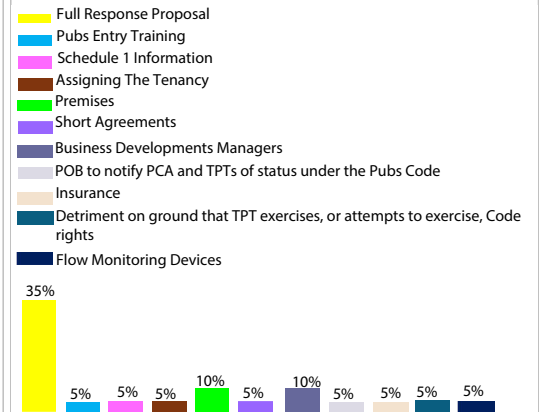 Full Response Proposal
Pubs Entry Training
Schedule 1 Information
Assigning The Tenancy
Premises
Short Agreements
Business Developments Managers
POB to notify PCA and TPTs of status under the Pubs Code
Insurance
Detriment on ground that TPT exercises, or attempts to exercise, Code
rights
Flow Monitoring Devices
35%
5% 5% 5% 10% 5% 10% 5% 5% 5% 5%